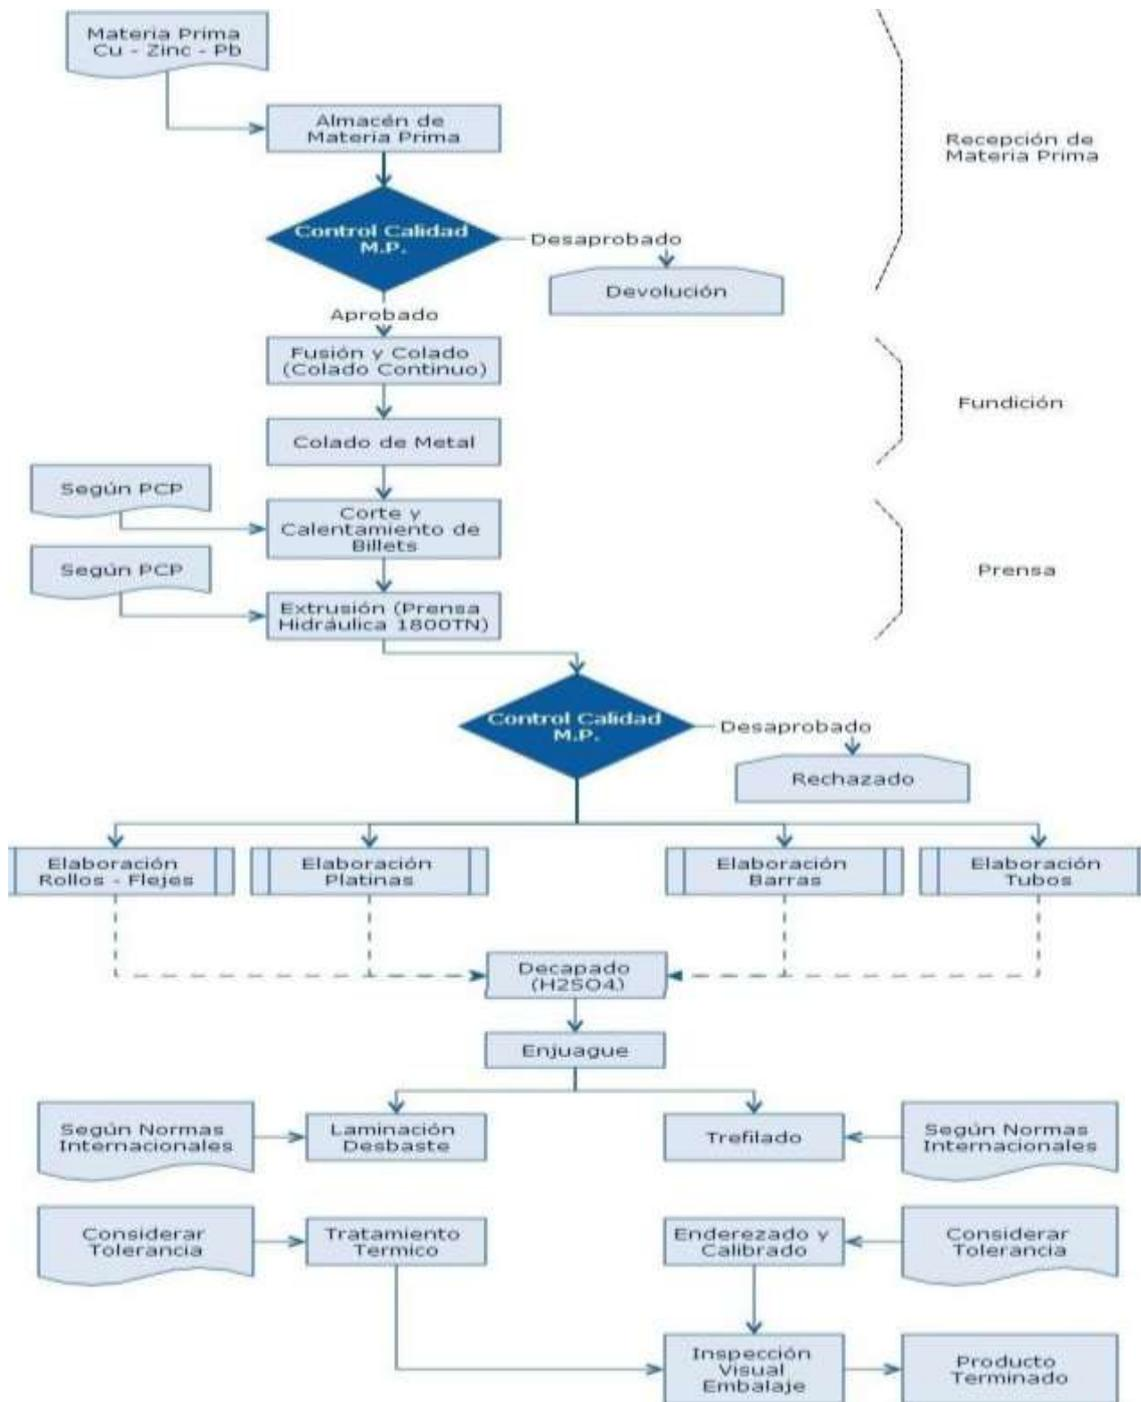 Materia Prima
Cu - Zinc - Pb
Almacén de
Materia Prima
Recepción de
Materia Prima
Control Calidad
M.P.
Desaprobado
Devolución
Aprobado
Fusión y Colado
(Colado Continuo)
Fundición
Colado de Metal
Según PCP
Corte y
Calentamiento de
Billets
Según PCP
Prensa
Extrusión (Prensa
Hidráulica 1800TN)
Control Calidad
M.P.
Desaprobado
Rechazado
Elaboración
Rollos - Flejes
Elaboración
Platinas
Elaboración
Barras
Elaboración
Tubos
Decapado
(H2SO4)
Enjuague
Según Normas
Internacionales
Laminación
Desbaste
Trefilado
Según Normas
Internacionales
Considerar
Tolerancia
Tratamiento
Termico
Enderezado y
Calibrado
Considerar
Tolerancia
Inspección
Visual
Embalaje
Producto
Terminado